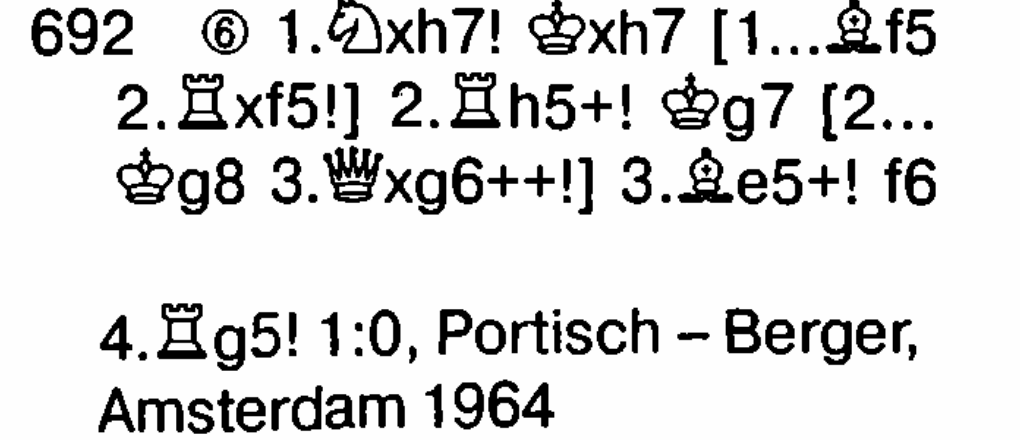 692 ⑥ 1.♘xh7! ♔xh7 [1...♗f5
2.♖xf5!] 2.♖h5+! ♔g7 [2...
♔g8 3.♕xg6++!] 3.♗e5+! f6
4.♖g5! 1:0, Portisch – Berger,
Amsterdam 1964